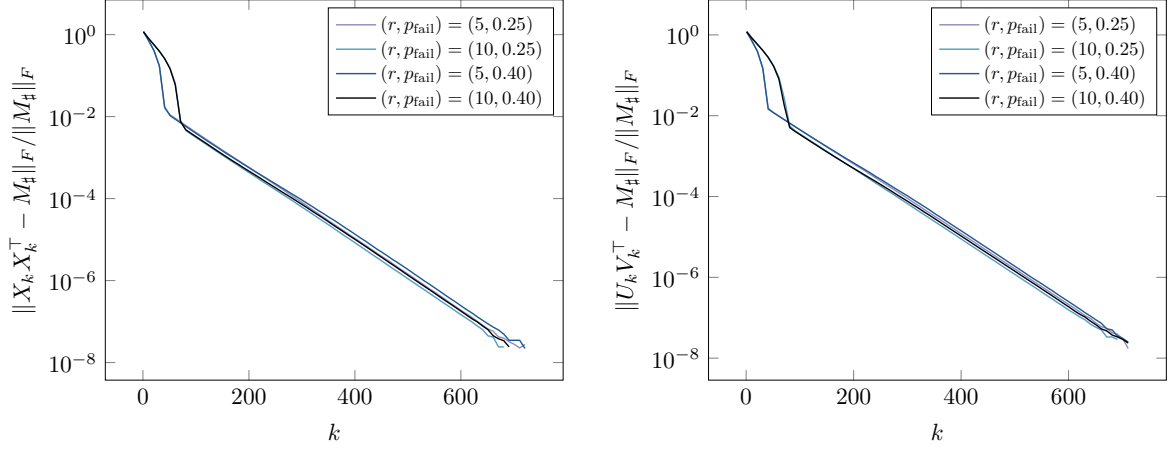 (r, p_fail) = (5, 0.25)
(r, p_fail) = (10, 0.25)
(r, p_fail) = (5, 0.40)
(r, p_fail) = (10, 0.40)
10^0
10^−2
10^−4
10^−6
10^−8
∥X_k X_k^⊤ − M_♯∥_F/∥M_♯∥_F
0 200 400 600
k
(r, p_fail) = (5, 0.25)
(r, p_fail) = (10, 0.25)
(r, p_fail) = (5, 0.40)
(r, p_fail) = (10, 0.40)
10^0
10^−2
10^−4
10^−6
10^−8
∥U_k V_k^⊤ − M_♯∥_F/∥M_♯∥_F
0 200 400 600
k